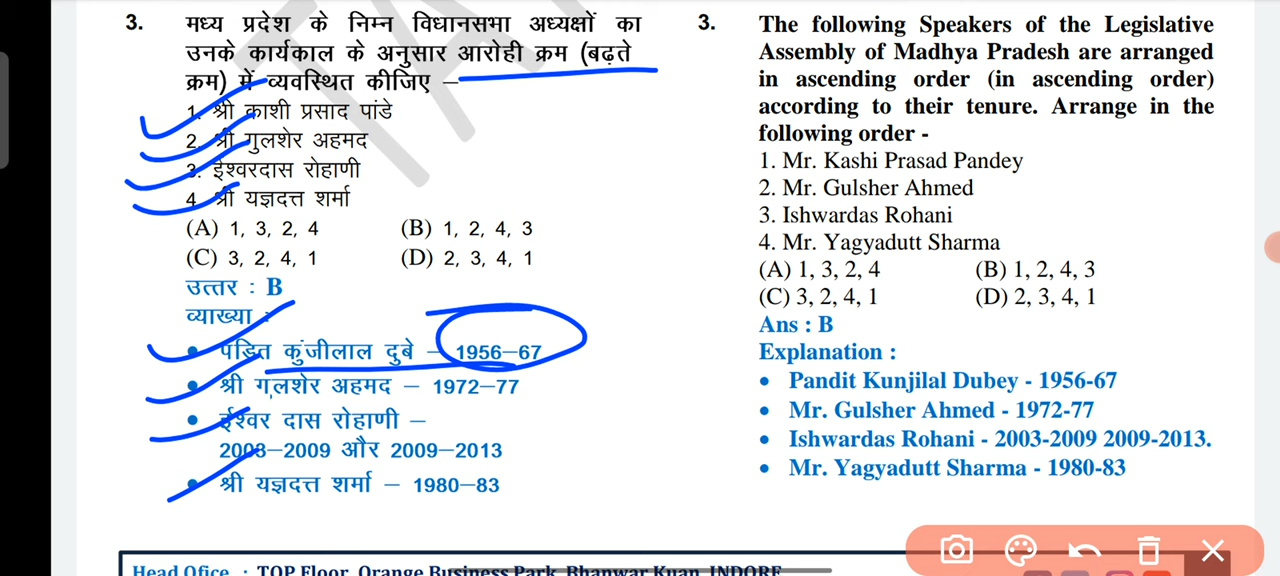 3. मध्य प्रदेश के निम्न विधानसभा अध्यक्षों का
उनके कार्यकाल के अनुसार आरोही क्रम (बढ़ते
क्रम) में व्यवस्थित कीजिए –
1. श्री काशी प्रसाद पांडे
2. श्री गुलशेर अहमद
3. ईश्वरदास रोहाणी
4. श्री यज्ञदत्त शर्मा
(A) 1, 3, 2, 4 (B) 1, 2, 4, 3
(C) 3, 2, 4, 1 (D) 2, 3, 4, 1
उत्तर : B
व्याख्या :
• पंडित कुंजीलाल दुबे – 1956–67
• श्री गुलशेर अहमद – 1972–77
• ईश्वर दास रोहाणी –
2003–2009 और 2009–2013
• श्री यज्ञदत्त शर्मा – 1980–83
3. The following Speakers of the Legislative
Assembly of Madhya Pradesh are arranged
in ascending order (in ascending order)
according to their tenure. Arrange in the
following order -
1. Mr. Kashi Prasad Pandey
2. Mr. Gulsher Ahmed
3. Ishwardas Rohani
4. Mr. Yagyadutt Sharma
(A) 1, 3, 2, 4 (B) 1, 2, 4, 3
(C) 3, 2, 4, 1 (D) 2, 3, 4, 1
Ans : B
Explanation :
• Pandit Kunjilal Dubey - 1956-67
• Mr. Gulsher Ahmed - 1972-77
• Ishwardas Rohani - 2003-2009 2009-2013.
• Mr. Yagyadutt Sharma - 1980-83
Head Ofice : TOP Floor, Orange Business Park, Bhanwar Kuan, INDORE